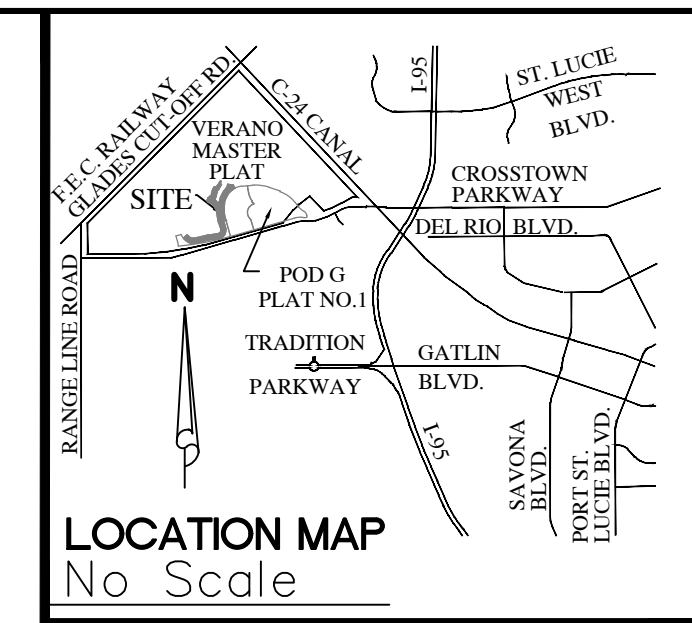 F.E.C. RAILWAY
GLADES CUT-OFF RD.
C-24 CANAL
I-95
ST. LUCIE
WEST
BLVD.
VERANO
MASTER
PLAT
SITE
CROSSTOWN
PARKWAY
DEL RIO BLVD.
POD G
PLAT NO.1
N
RANGE LINE ROAD
TRADITION
PARKWAY
GATLIN
BLVD.
I-95
SAVONA
BLVD.
PORT ST.
LUCIE BLVD.
LOCATION MAP
No Scale